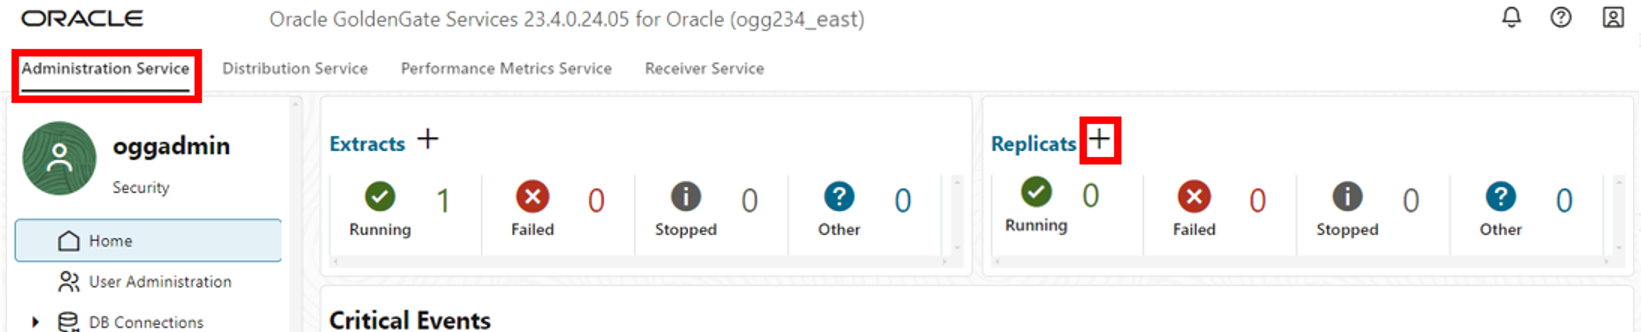 ORACLE Oracle GoldenGate Services 23.4.0.24.05 for Oracle (ogg234_east)
Administration Service Distribution Service Performance Metrics Service Receiver Service
oggadmin
Security
Home
User Administration
DB Connections
Extracts
1 0 0 0
Running Failed Stopped Other
Replicats
0 0 0 0
Running Failed Stopped Other
Critical Events